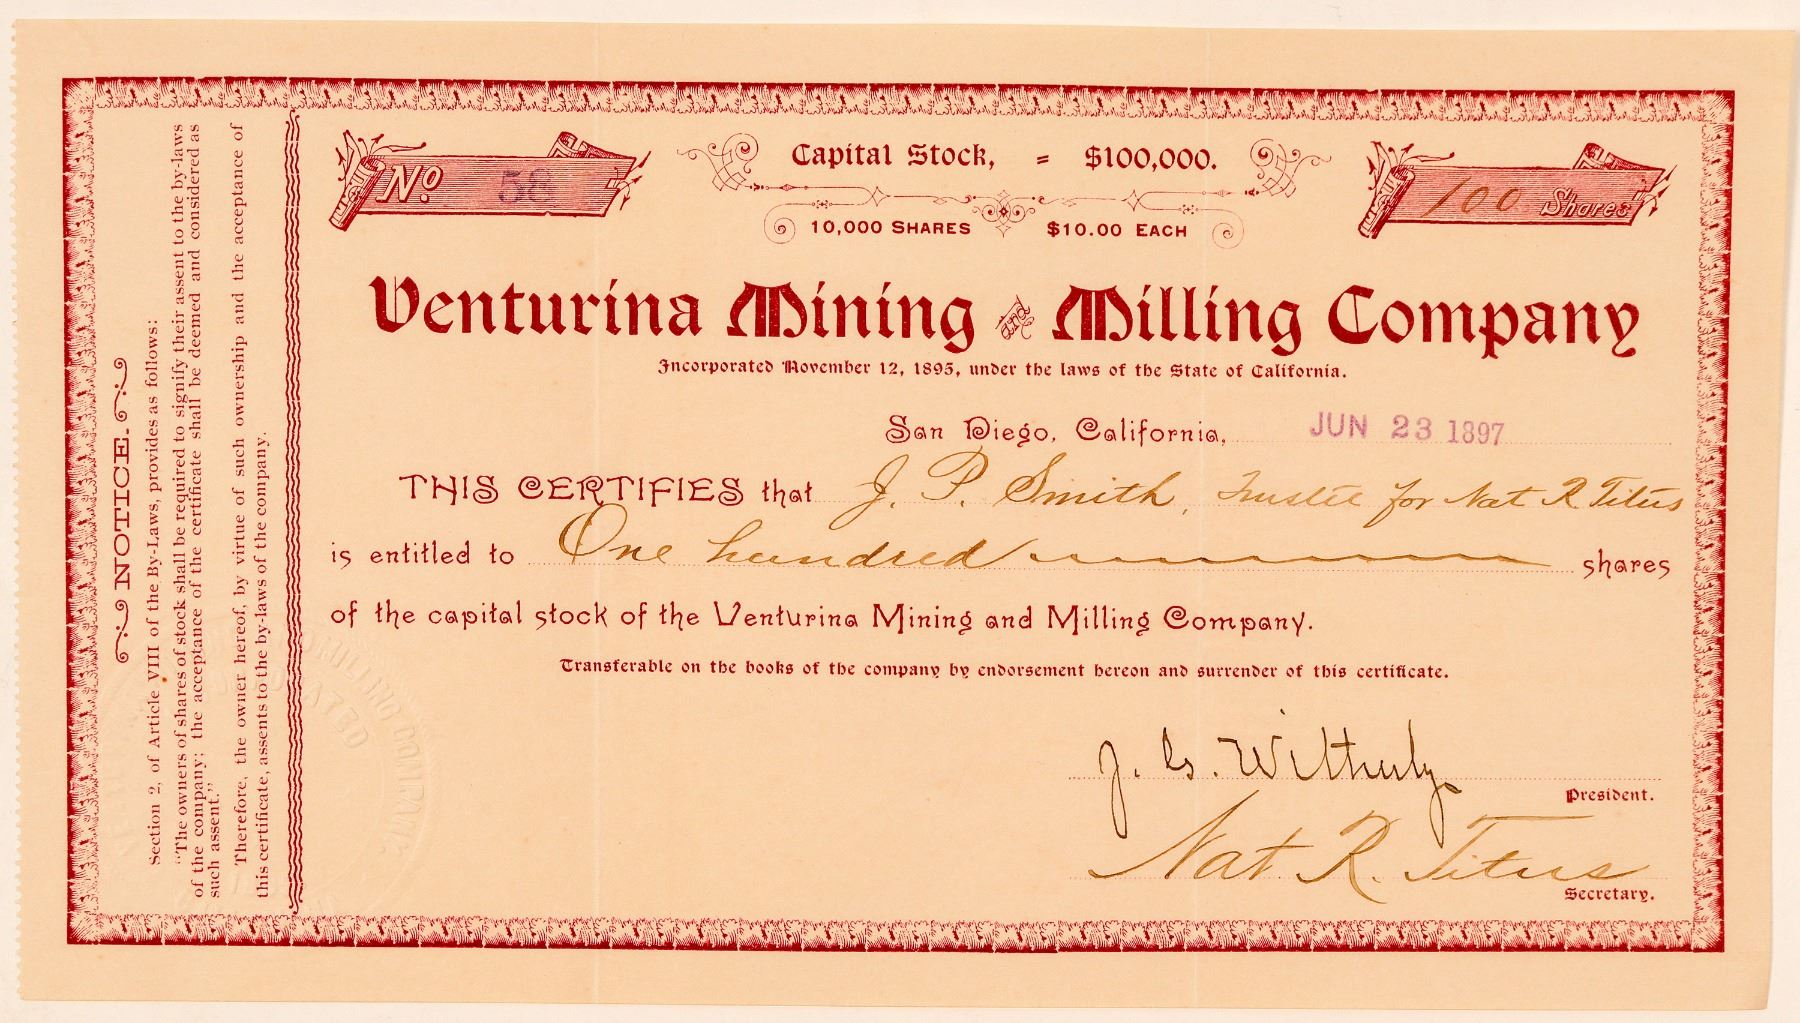 No. 58
Capital Stock, = $100,000.
10,000 SHARES $10.00 EACH
100 Shares
Venturina Mining and Milling Company
Incorporated November 12, 1895, under the laws of the State of California.
San Diego, California, JUN 23 1897
THIS CERTIFIES that J. P. Smith, Trustee for Nat R Titus
is entitled to One hundred shares
of the capital stock of the Venturina Mining and Milling Company.
Transferable on the books of the company by endorsement hereon and surrender of this certificate.
J. G. Witherby
President.
Nat. R. Titus
Secretary.
NOTICE.
Section 2, of Article VIII of the By-Laws, provides as follows:
"The owners of shares of stock shall be required to signify their assent to the by-laws
of the company; the acceptance of the certificate shall be deemed and considered as
such assent."
Therefore, the owner hereof, by virtue of such ownership and the acceptance of
this certificate, assents to the by-laws of the company.
MILLING COMPANY